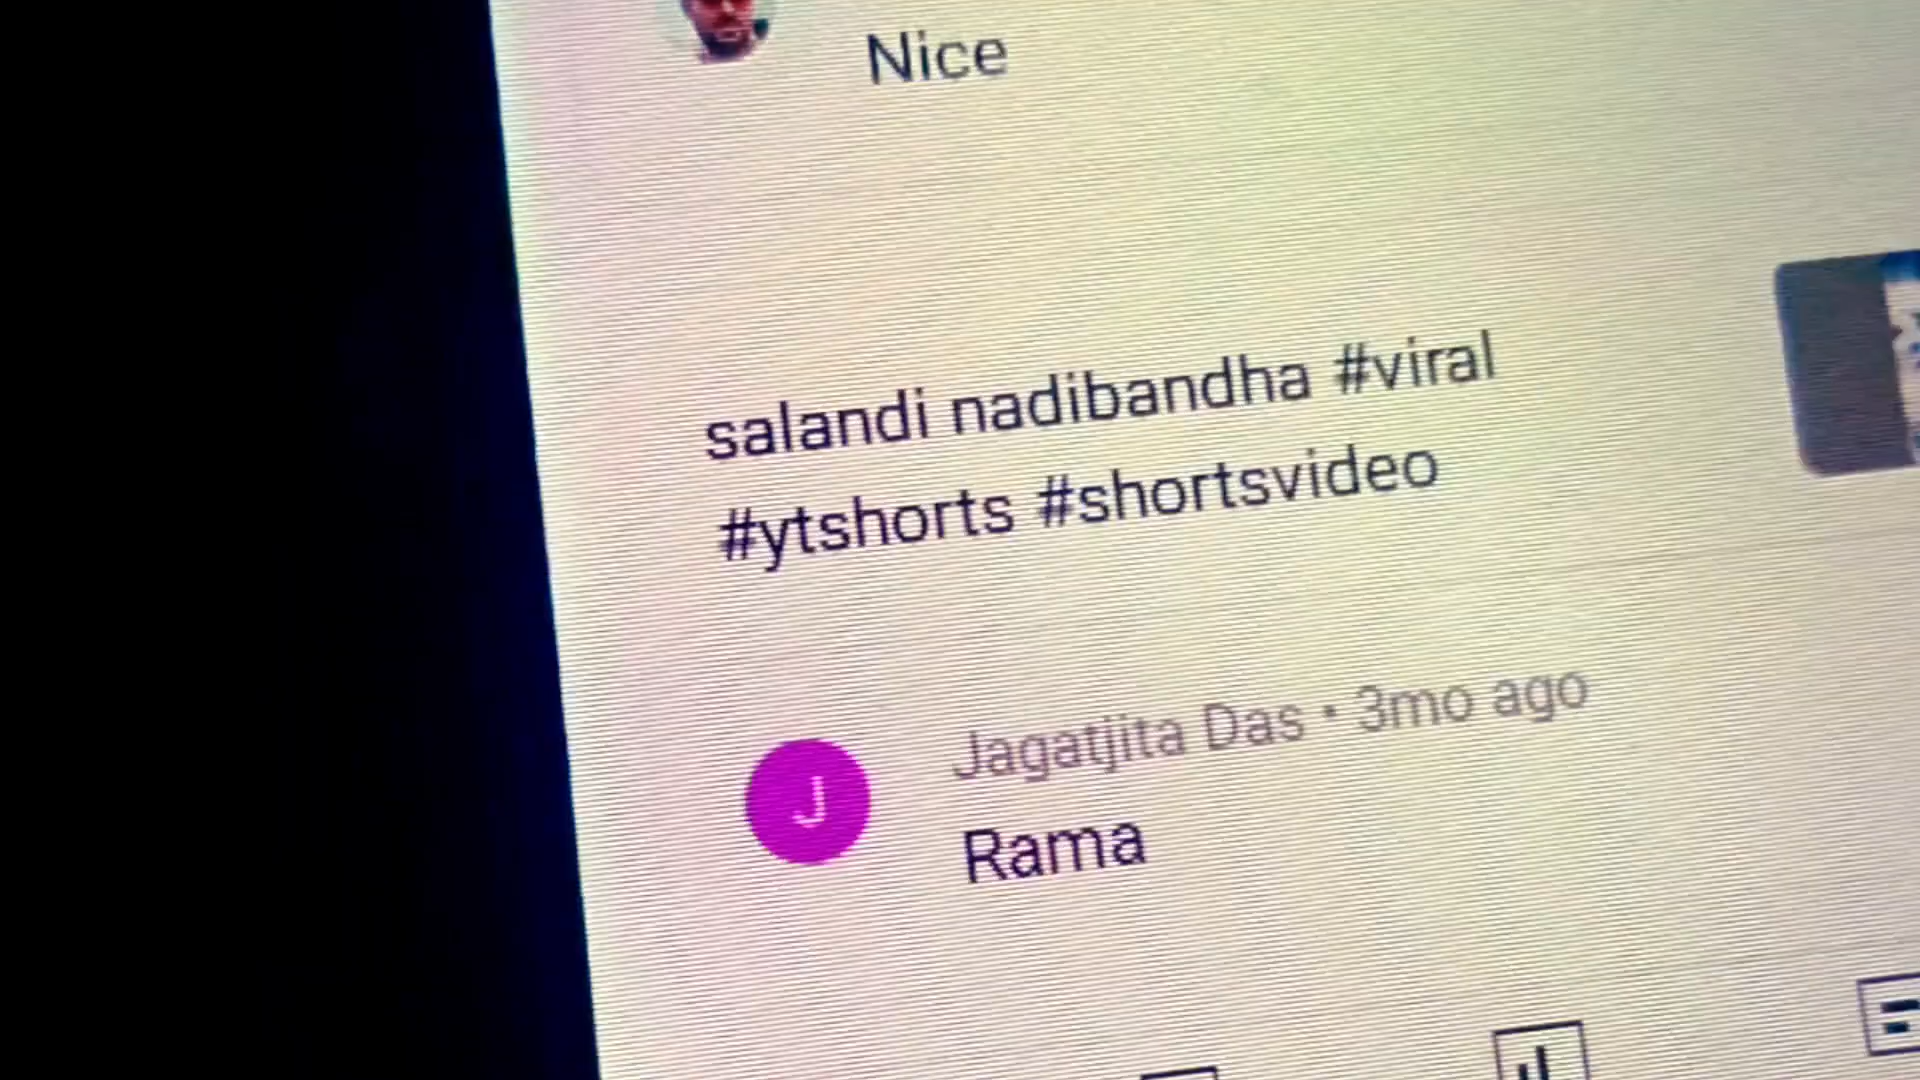 Nice
salandi nadibandha #viral
#ytshorts #shortsvideo
J
Jagatjita Das • 3mo ago
Rama